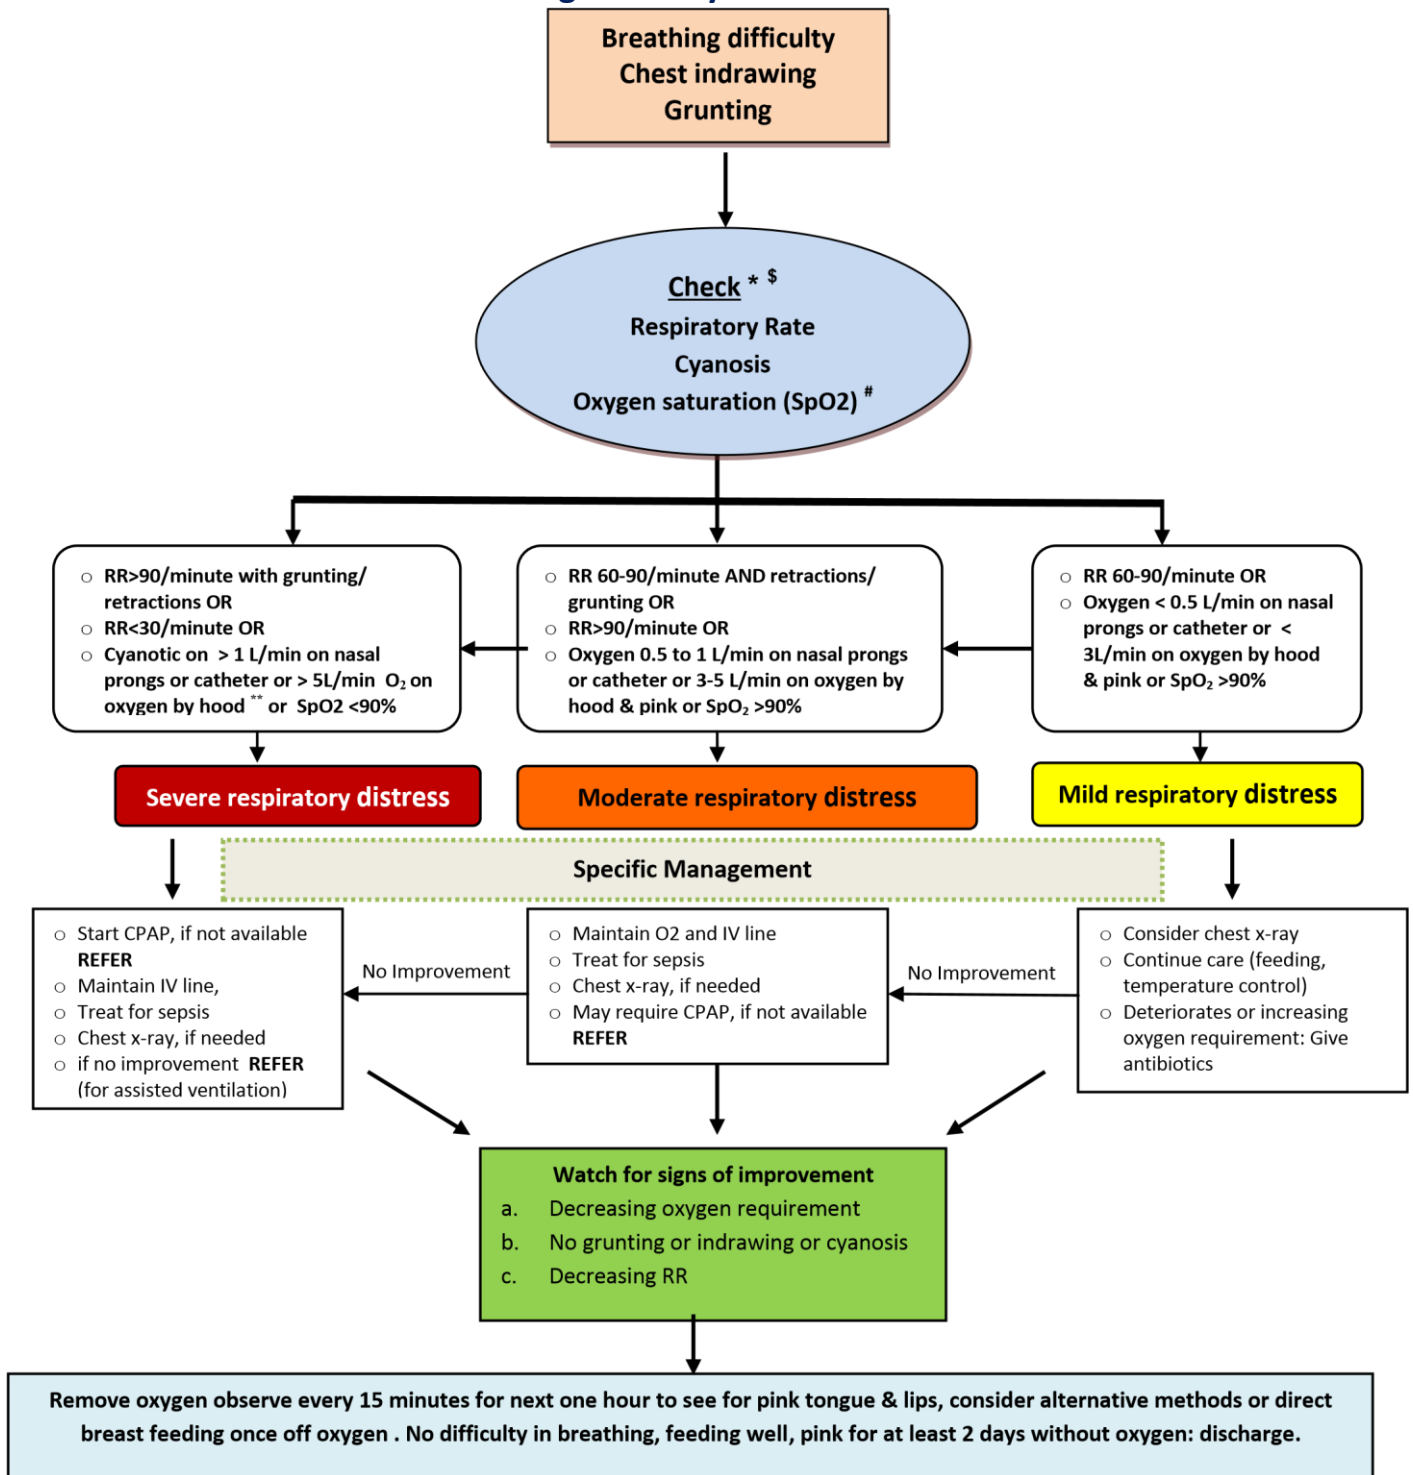 Breathing difficulty
Chest indrawing
Grunting
Check * $
Respiratory Rate
Cyanosis
Oxygen saturation (SpO2) #
○ RR>90/minute with grunting/
retractions OR
○ RR<30/minute OR
○ Cyanotic on > 1 L/min on nasal
prongs or catheter or > 5L/min O₂ on
oxygen by hood ** or SpO2 <90%
○ RR 60-90/minute AND retractions/
grunting OR
○ RR>90/minute OR
○ Oxygen 0.5 to 1 L/min on nasal prongs
or catheter or 3-5 L/min on oxygen by
hood & pink or SpO₂ >90%
○ RR 60-90/minute OR
○ Oxygen < 0.5 L/min on nasal
prongs or catheter or <
3L/min on oxygen by hood
& pink or SpO₂ >90%
Severe respiratory distress
Moderate respiratory distress
Mild respiratory distress
Specific Management
○ Start CPAP, if not available
REFER
○ Maintain IV line,
○ Treat for sepsis
○ Chest x-ray, if needed
○ if no improvement REFER
(for assisted ventilation)
No Improvement
○ Maintain O2 and IV line
○ Treat for sepsis
○ Chest x-ray, if needed
○ May require CPAP, if not available
REFER
No Improvement
○ Consider chest x-ray
○ Continue care (feeding,
temperature control)
○ Deteriorates or increasing
oxygen requirement: Give
antibiotics
Watch for signs of improvement
a. Decreasing oxygen requirement
b. No grunting or indrawing or cyanosis
c. Decreasing RR
Remove oxygen observe every 15 minutes for next one hour to see for pink tongue & lips, consider alternative methods or direct
breast feeding once off oxygen . No difficulty in breathing, feeding well, pink for at least 2 days without oxygen: discharge.